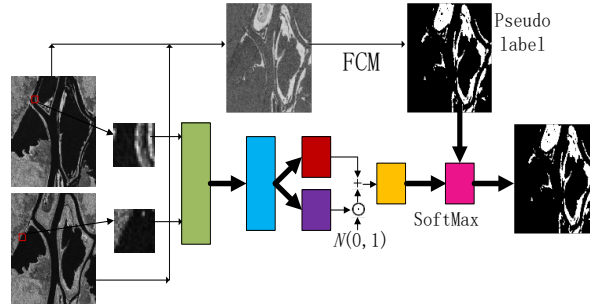 Pseudo
label
FCM
SoftMax
N(0,1)